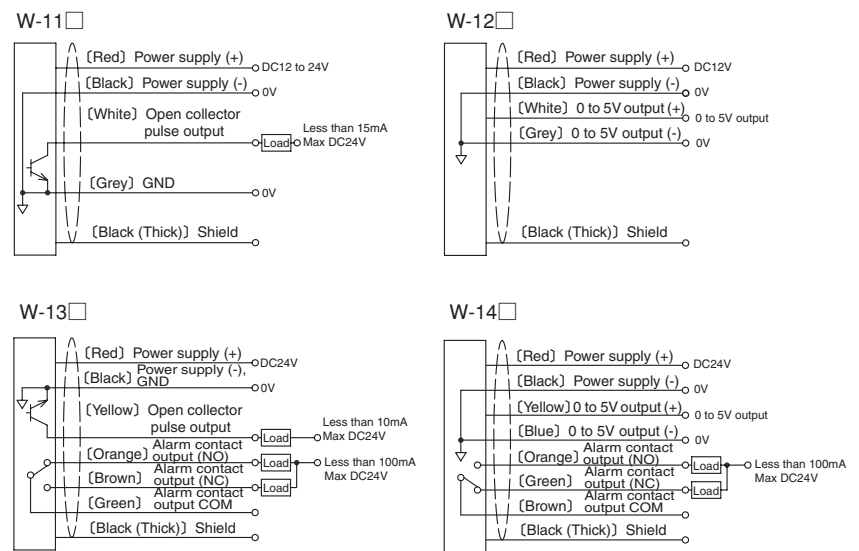 W-11□
〔Red〕 Power supply (+)
DC12 to 24V
〔Black〕 Power supply (-)
0V
〔White〕 Open collector
pulse output
Load
Less than 15mA
Max DC24V
〔Grey〕 GND
0V
〔Black (Thick)〕 Shield
W-12□
〔Red〕 Power supply (+)
DC12V
〔Black〕 Power supply (-)
0V
〔White〕 0 to 5V output (+)
0 to 5V output
〔Grey〕 0 to 5V output (-)
0V
〔Black (Thick)〕 Shield
W-13□
〔Red〕 Power supply (+)
DC24V
〔Black〕 Power supply (-),
GND
0V
〔Yellow〕 Open collector
pulse output
Load
Less than 10mA
Max DC24V
〔Orange〕 Alarm contact
output (NO)
Load
Less than 100mA
Max DC24V
〔Brown〕 Alarm contact
output (NC)
Load
〔Green〕 Alarm contact
output COM
〔Black (Thick)〕 Shield
W-14□
〔Red〕 Power supply (+)
DC24V
〔Black〕 Power supply (-)
0V
〔Yellow〕 0 to 5V output (+)
0 to 5V output
〔Blue〕 0 to 5V output (-)
0V
〔Orange〕 Alarm contact
output (NO)
Load
Less than 100mA
Max DC24V
〔Green〕 Alarm contact
output (NC)
Load
〔Brown〕 Alarm contact
output COM
〔Black (Thick)〕 Shield